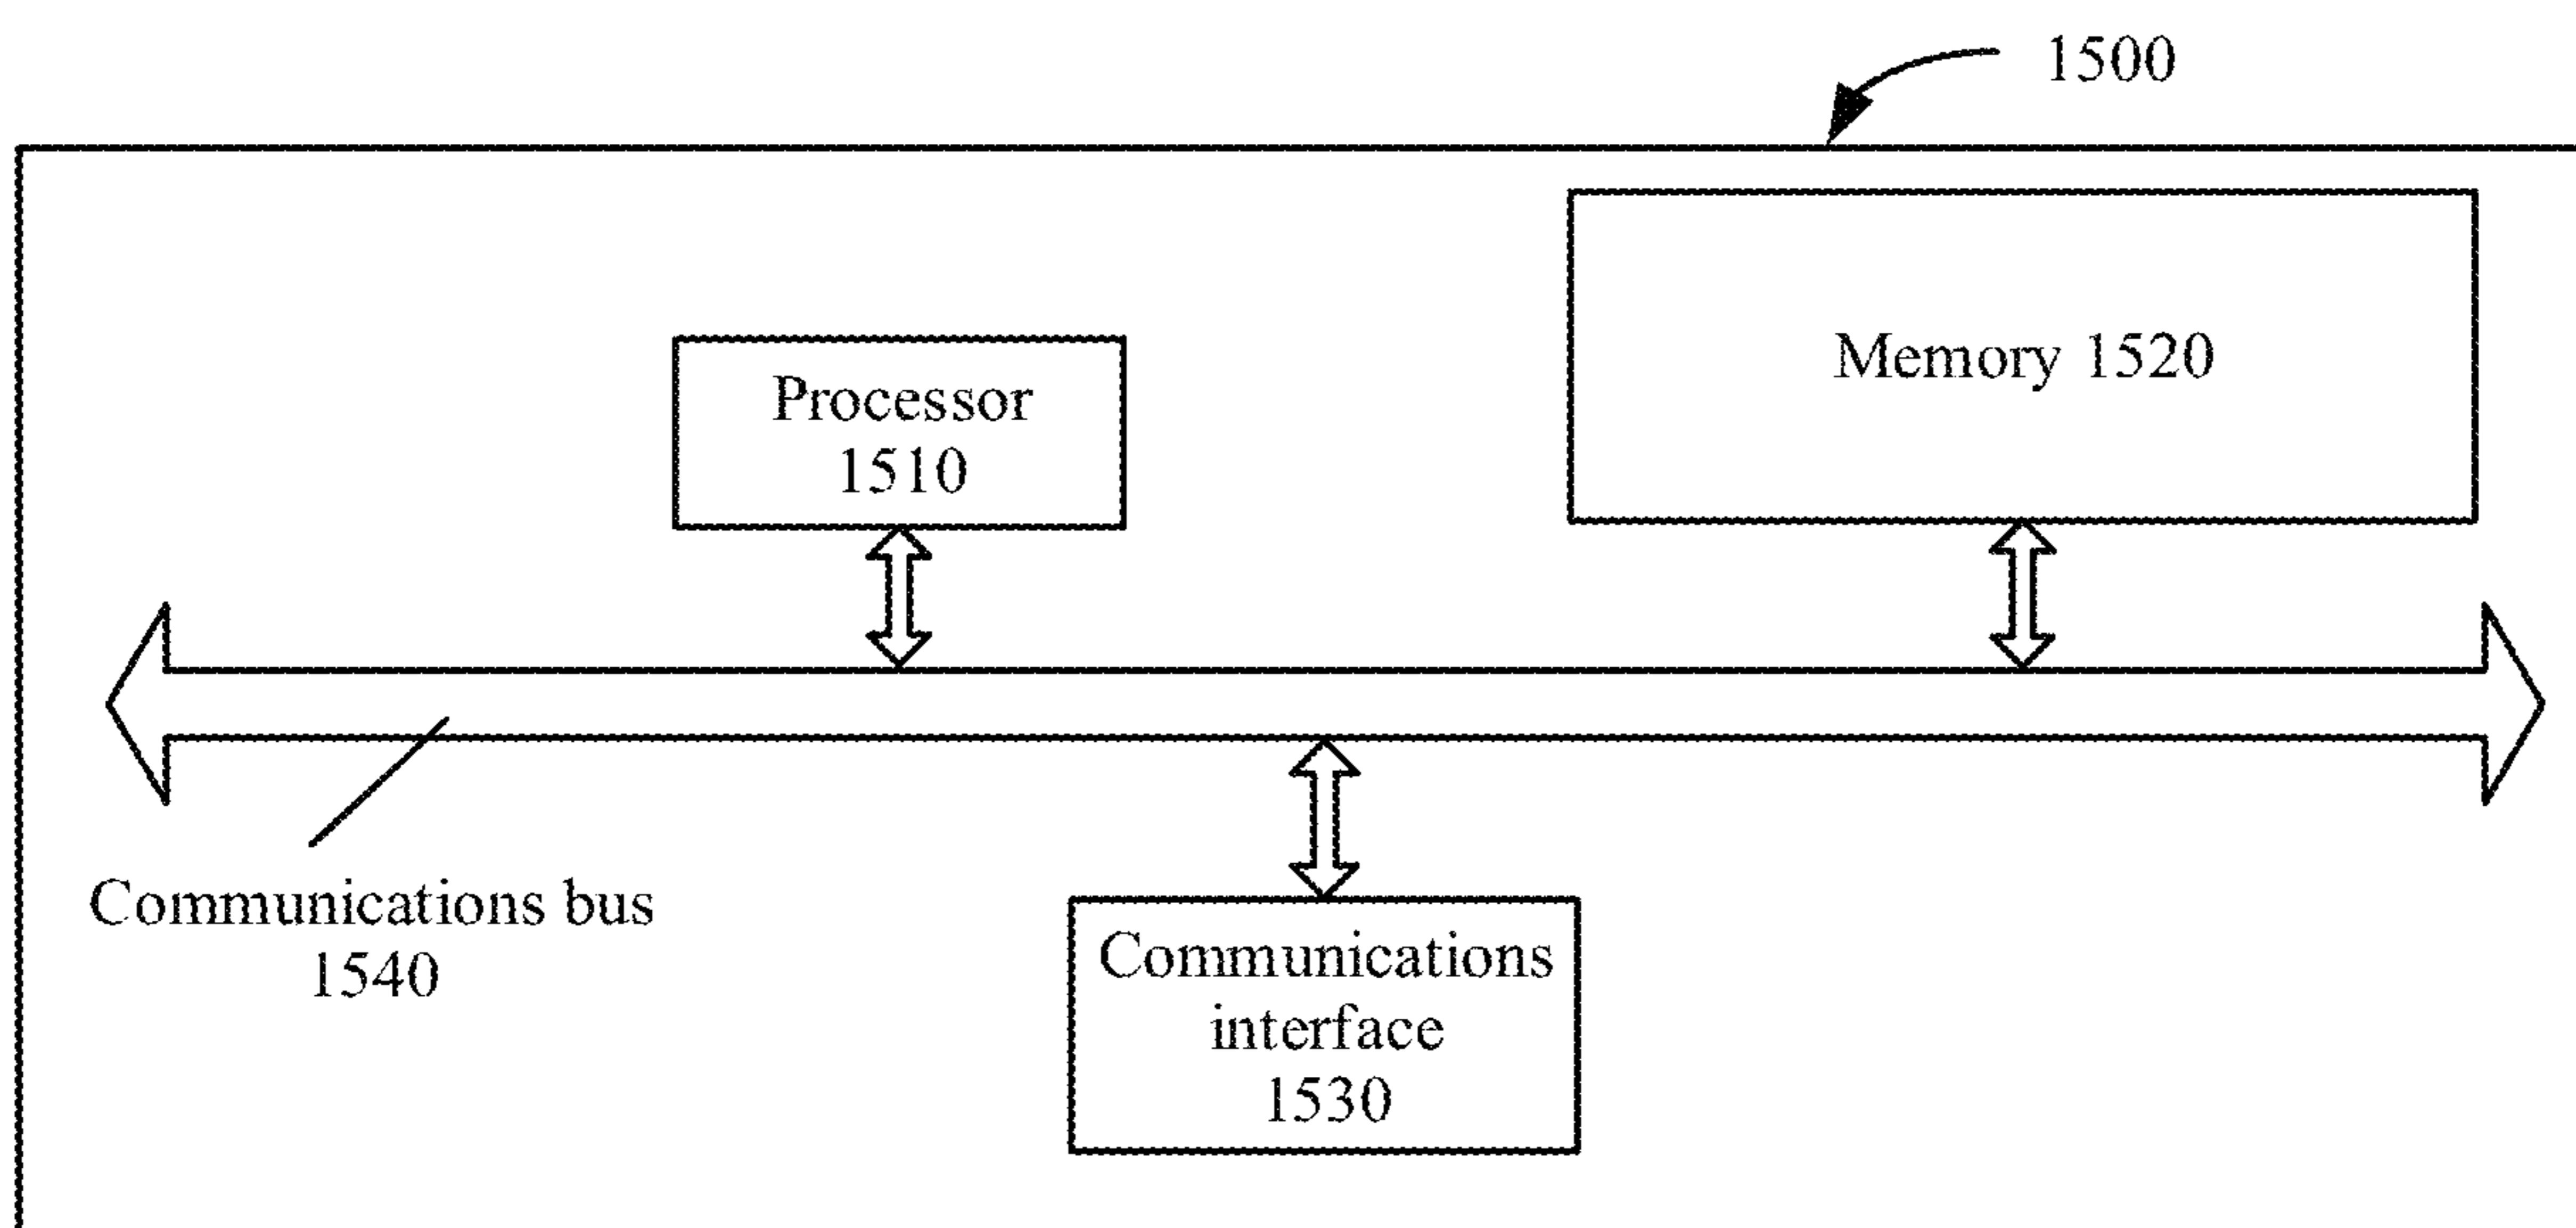 1500
Memory 1520
Processor
1510
Communications bus
1540
Communications
interface
1530